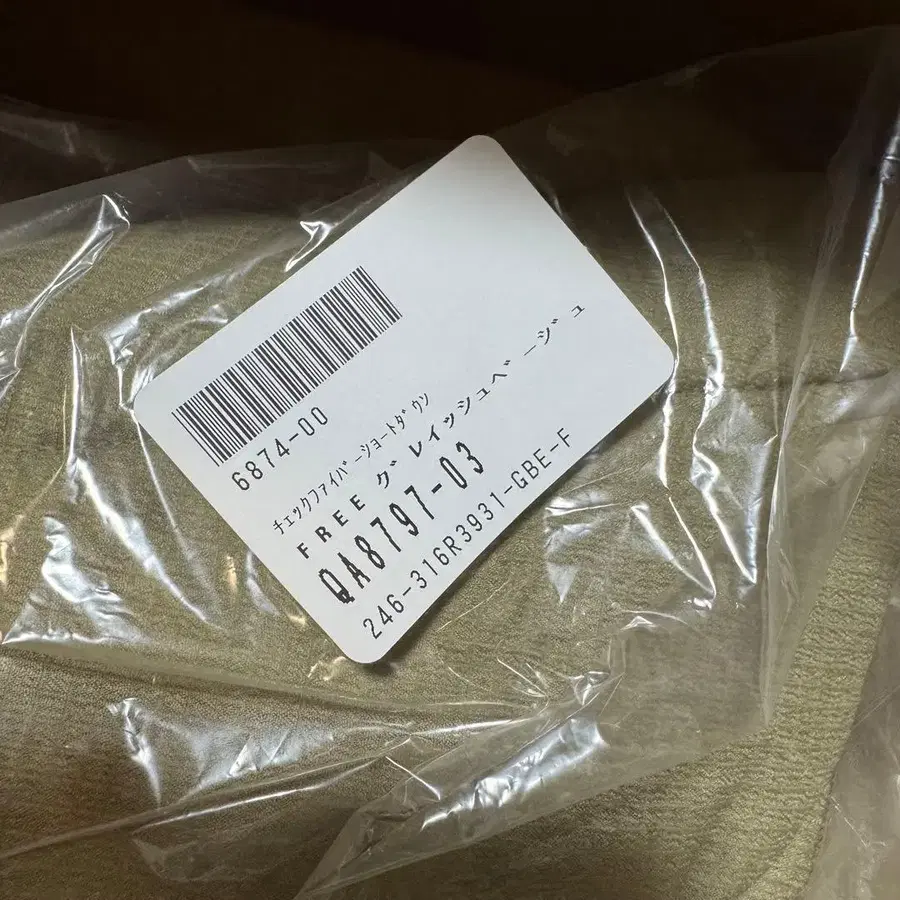 6874-00
ﾁｪｯｸﾌｧｲﾊﾞｰｼｮｰﾄﾀﾞｳﾝ
FREE グレイッシュベージュ
QA8797-03
246-316R3931-GBE-F